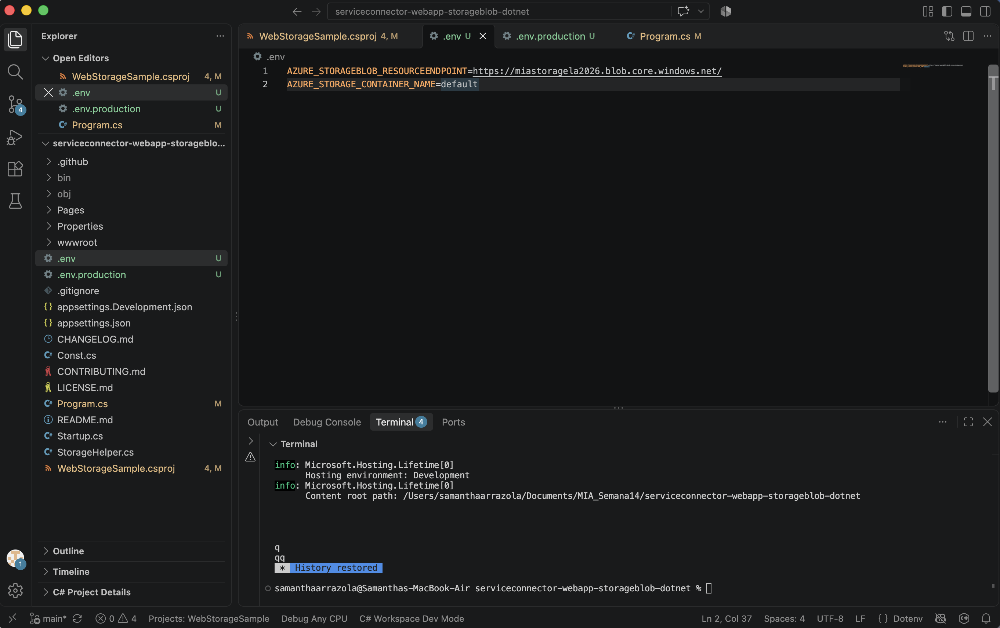 serviceconnector-webapp-storageblob-dotnet
Explorer
Open Editors
WebStorageSample.csproj 4, M
.env U
.env.production U
Program.cs M
serviceconnector-webapp-storageblo...
.github
bin
obj
Pages
Properties
wwwroot
.env U
.env.production U
.gitignore
appsettings.Development.json
appsettings.json
CHANGELOG.md
Const.cs
CONTRIBUTING.md
LICENSE.md
Program.cs M
README.md
Startup.cs
StorageHelper.cs
WebStorageSample.csproj 4, M
Outline
Timeline
C# Project Details
4
1
WebStorageSample.csproj 4, M .env U .env.production U Program.cs M
.env
1 AZURE_STORAGEBLOB_RESOURCEENDPOINT=https://miastoragela2026.blob.core.windows.net/
2 AZURE_STORAGE_CONTAINER_NAME=default
Output Debug Console Terminal 4 Ports
Terminal
info: Microsoft.Hosting.Lifetime[0]
Hosting environment: Development
info: Microsoft.Hosting.Lifetime[0]
Content root path: /Users/samanthaarrazola/Documents/MIA_Semana14/serviceconnector-webapp-storageblob-dotnet
q
qq
* History restored
samanthaarrazola@Samanthas-MacBook-Air serviceconnector-webapp-storageblob-dotnet %
main* 0 4 Projects: WebStorageSample Debug Any CPU C# Workspace Dev Mode Ln 2, Col 37 Spaces: 4 UTF-8 LF {} Dotenv